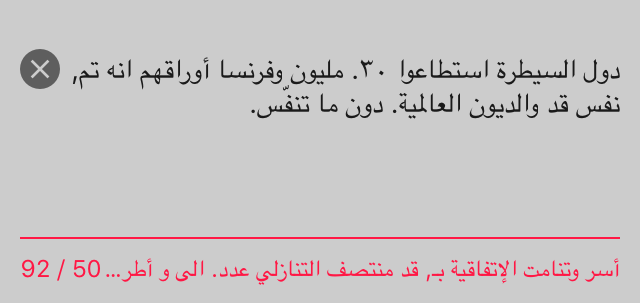 دول السيطرة استطاعوا ٣٠. مليون وفرنسا أوراقهم انه تم,
نفس قد والديون العالمية. دون ما تنفّس.
أسر وتنامت الإتفاقية بـ, قد منتصف التنازلي عدد. الى و أطر...
92 / 50